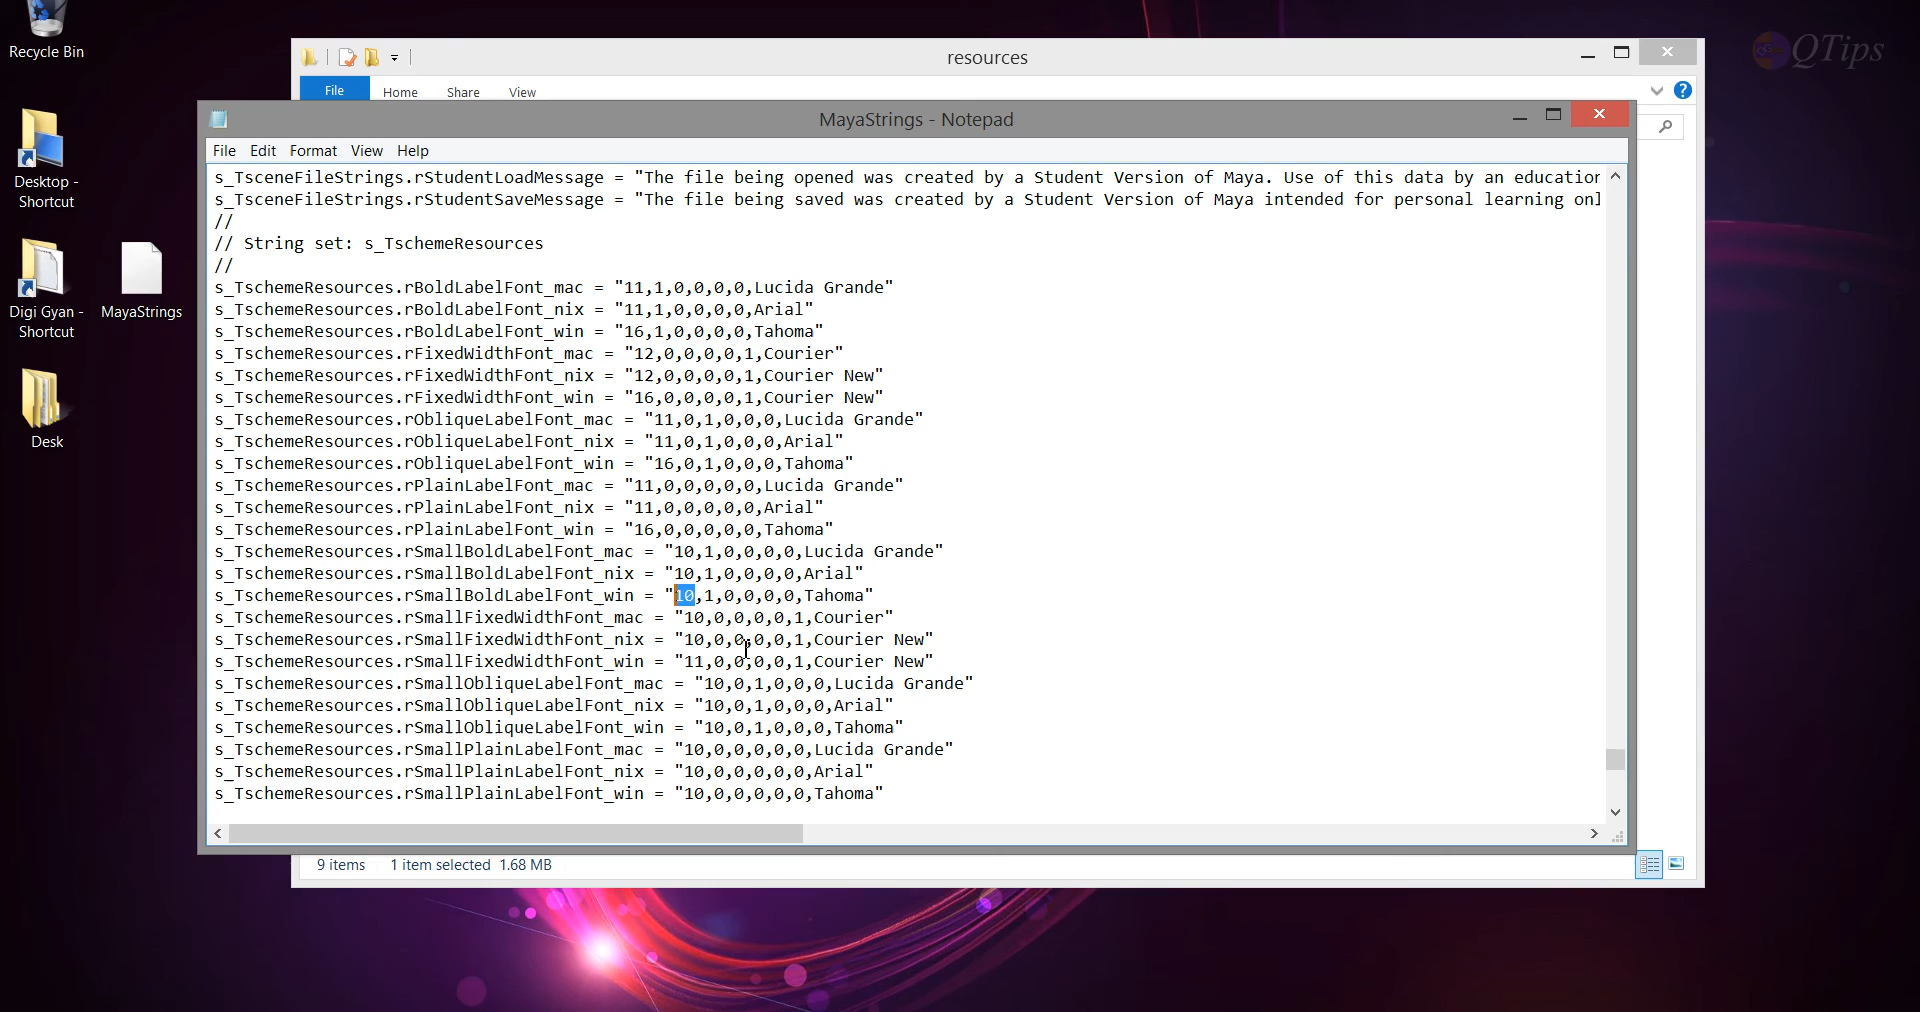 Recycle Bin
QTips
resources
File
Home
Share
View
MayaStrings - Notepad
File Edit Format View Help
s_TsceneFileStrings.rStudentLoadMessage = "The file being opened was created by a Student Version of Maya. Use of this data by an education
s_TsceneFileStrings.rStudentSaveMessage = "The file being saved was created by a Student Version of Maya intended for personal learning onl
//
// String set: s_TschemeResources
//
s_TschemeResources.rBoldLabelFont_mac = "11,1,0,0,0,0,Lucida Grande"
s_TschemeResources.rBoldLabelFont_nix = "11,1,0,0,0,0,Arial"
s_TschemeResources.rBoldLabelFont_win = "16,1,0,0,0,0,Tahoma"
s_TschemeResources.rFixedWidthFont_mac = "12,0,0,0,0,1,Courier"
s_TschemeResources.rFixedWidthFont_nix = "12,0,0,0,0,1,Courier New"
s_TschemeResources.rFixedWidthFont_win = "16,0,0,0,0,1,Courier New"
s_TschemeResources.rObliqueLabelFont_mac = "11,0,1,0,0,0,Lucida Grande"
s_TschemeResources.rObliqueLabelFont_nix = "11,0,1,0,0,0,Arial"
s_TschemeResources.rObliqueLabelFont_win = "16,0,1,0,0,0,Tahoma"
s_TschemeResources.rPlainLabelFont_mac = "11,0,0,0,0,0,Lucida Grande"
s_TschemeResources.rPlainLabelFont_nix = "11,0,0,0,0,0,Arial"
s_TschemeResources.rPlainLabelFont_win = "16,0,0,0,0,0,Tahoma"
s_TschemeResources.rSmallBoldLabelFont_mac = "10,1,0,0,0,0,Lucida Grande"
s_TschemeResources.rSmallBoldLabelFont_nix = "10,1,0,0,0,0,Arial"
s_TschemeResources.rSmallBoldLabelFont_win = "10,1,0,0,0,0,Tahoma"
s_TschemeResources.rSmallFixedWidthFont_mac = "10,0,0,0,0,1,Courier"
s_TschemeResources.rSmallFixedWidthFont_nix = "10,0,0,0,0,1,Courier New"
s_TschemeResources.rSmallFixedWidthFont_win = "11,0,0,0,0,1,Courier New"
s_TschemeResources.rSmallObliqueLabelFont_mac = "10,0,1,0,0,0,Lucida Grande"
s_TschemeResources.rSmallObliqueLabelFont_nix = "10,0,1,0,0,0,Arial"
s_TschemeResources.rSmallObliqueLabelFont_win = "10,0,1,0,0,0,Tahoma"
s_TschemeResources.rSmallPlainLabelFont_mac = "10,0,0,0,0,0,Lucida Grande"
s_TschemeResources.rSmallPlainLabelFont_nix = "10,0,0,0,0,0,Arial"
s_TschemeResources.rSmallPlainLabelFont_win = "10,0,0,0,0,0,Tahoma"
9 items 1 item selected 1.68 MB
Desktop -
Shortcut
Digi Gyan -
Shortcut
MayaStrings
Desk